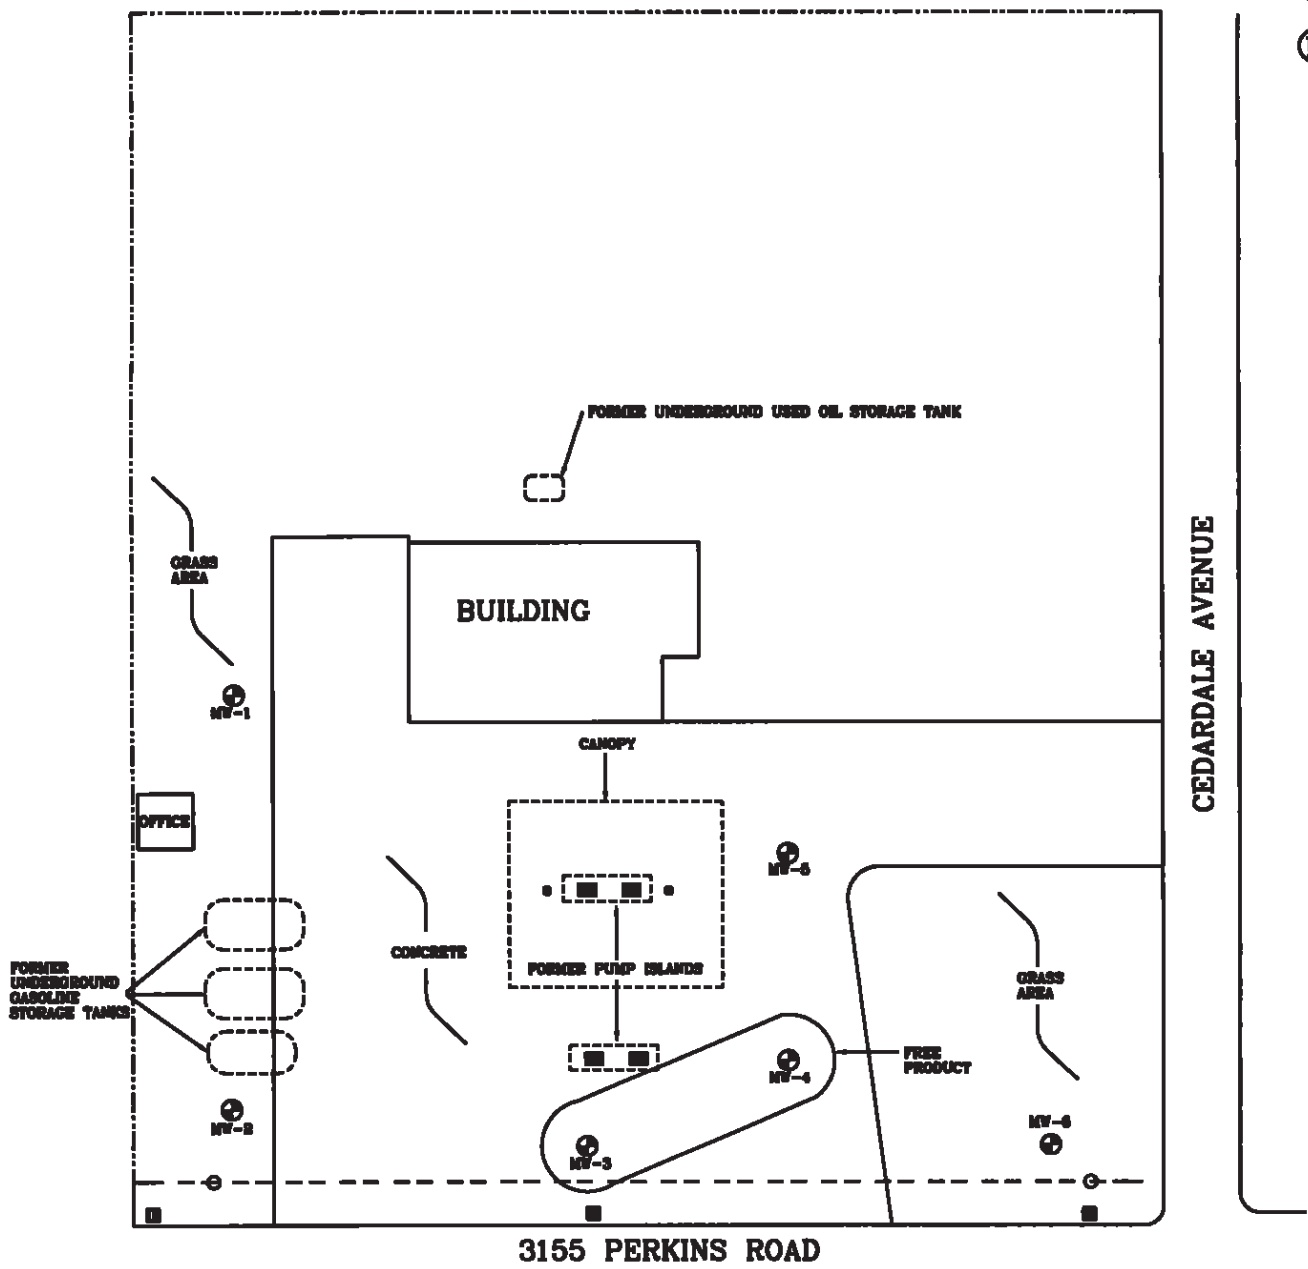 FORMER UNDERGROUND USED OIL STORAGE TANK
GRASS
AREA
BUILDING
CEDARDALE AVENUE
MW-1
CANOPY
OFFICE
MW-5
CONCRETE
FORMER PUMP ISLANDS
FORMER
UNDERGROUND
GASOLINE
STORAGE TANKS
GRASS
AREA
FREE
PRODUCT
MW-4
MW-2
MW-6
MW-3
3155 PERKINS ROAD